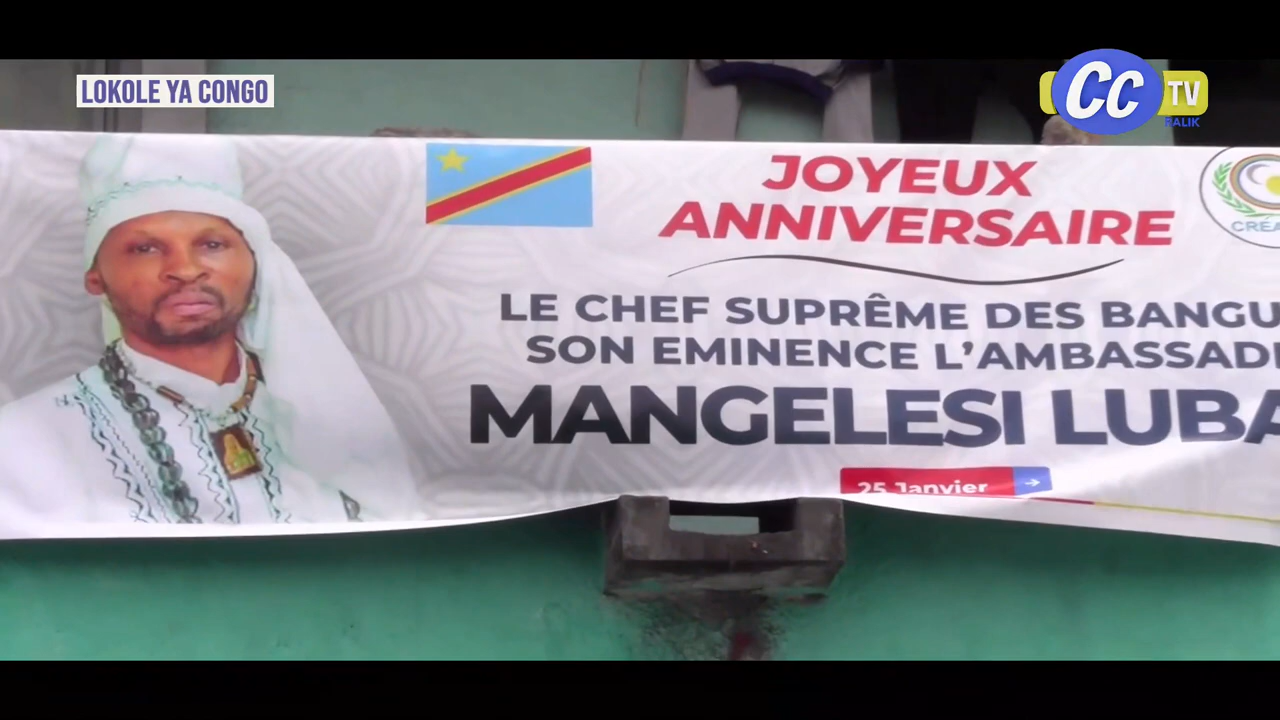 LOKOLE YA CONGO
Cc TV
BALIK
JOYEUX
ANNIVERSAIRE
CRÉA
LE CHEF SUPRÊME DES BANGU
SON EMINENCE L'AMBASSAD
MANGELESI LUBA
25 Janvier